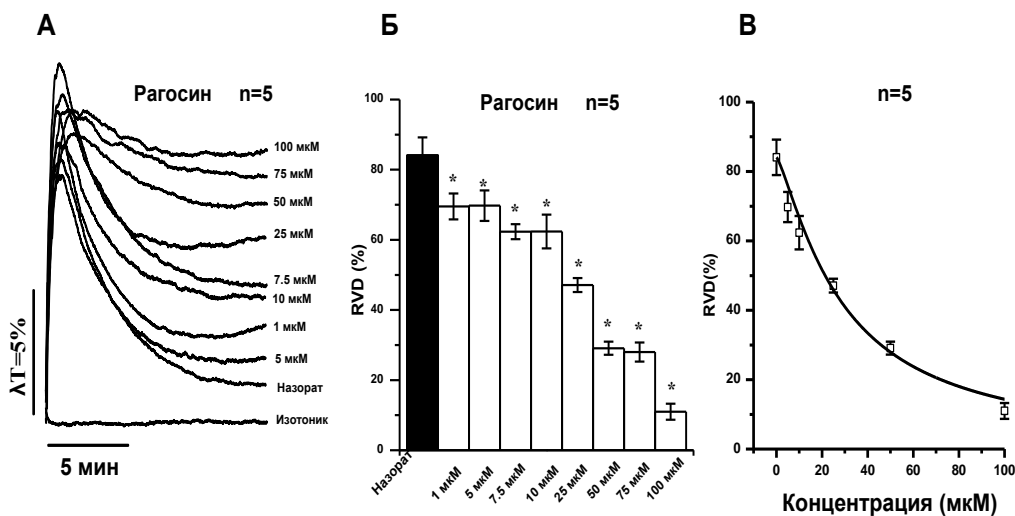 А
Рагосин n=5
100 мкМ
75 мкМ
50 мкМ
25 мкМ
7.5 мкМ
10 мкМ
1 мкМ
5 мкМ
Назорат
Изотоник
λT=5%
5 мин
Б
Рагосин n=5
RVD (%)
100
80
60
40
20
0
*
*
*
*
*
*
*
*
Назорат
1 мкМ
5 мкМ
7.5 мкМ
10 мкМ
25 мкМ
50 мкМ
75 мкМ
100 мкМ
В
n=5
RVD(%)
100
80
60
40
20
0
0 20 40 60 80 100
Концентрация (мкМ)